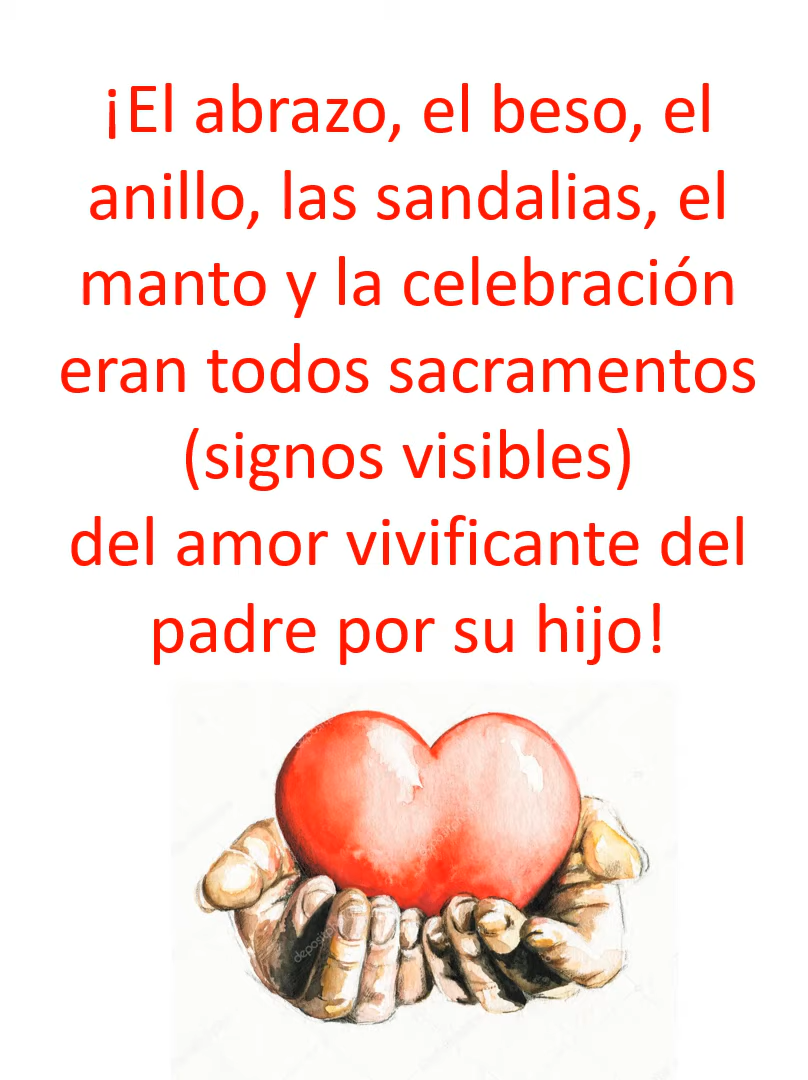 ¡El abrazo, el beso, el
anillo, las sandalias, el
manto y la celebración
eran todos sacramentos
(signos visibles)
del amor vivificante del
padre por su hijo!